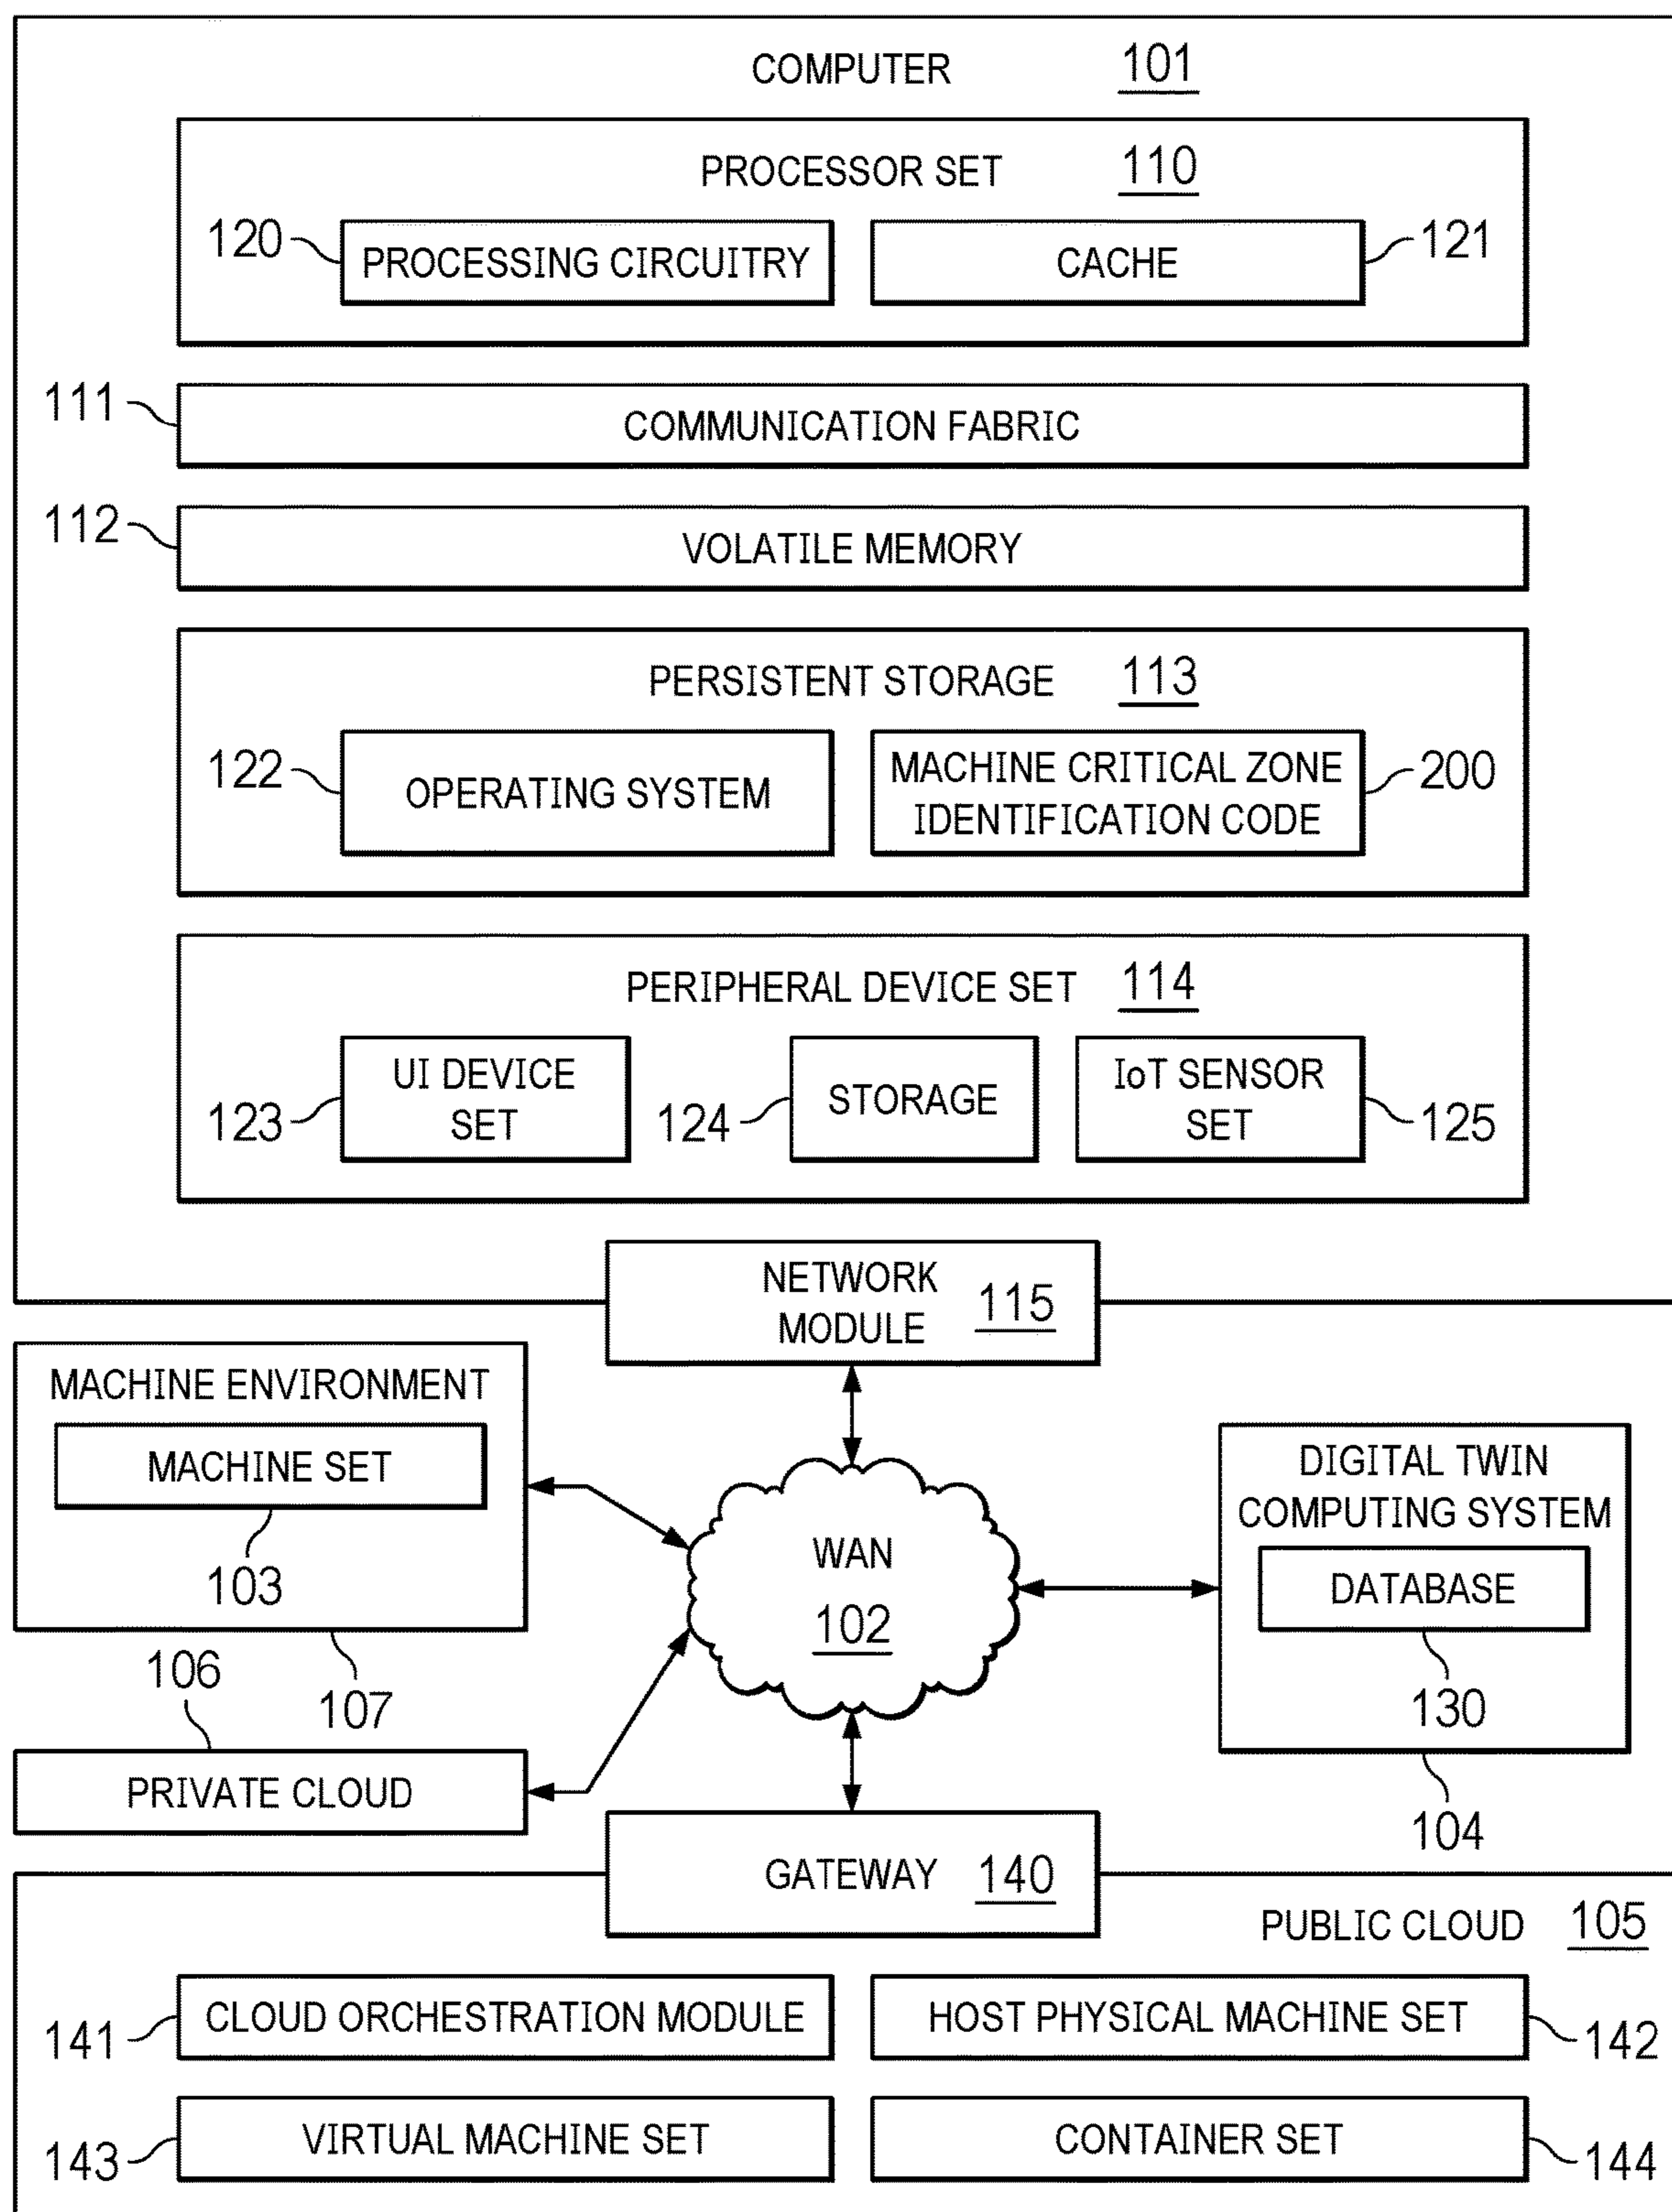 COMPUTER 101
PROCESSOR SET 110
120
PROCESSING CIRCUITRY
CACHE
121
111
COMMUNICATION FABRIC
112
VOLATILE MEMORY
PERSISTENT STORAGE 113
122
OPERATING SYSTEM
MACHINE CRITICAL ZONE
IDENTIFICATION CODE
200
PERIPHERAL DEVICE SET 114
123
UI DEVICE
SET
124
STORAGE
IoT SENSOR
SET
125
NETWORK
MODULE
115
MACHINE ENVIRONMENT
MACHINE SET
103
107
106
PRIVATE CLOUD
WAN
102
DIGITAL TWIN
COMPUTING SYSTEM
DATABASE
130
104
GATEWAY 140
PUBLIC CLOUD 105
141
CLOUD ORCHESTRATION MODULE
HOST PHYSICAL MACHINE SET
142
143
VIRTUAL MACHINE SET
CONTAINER SET
144